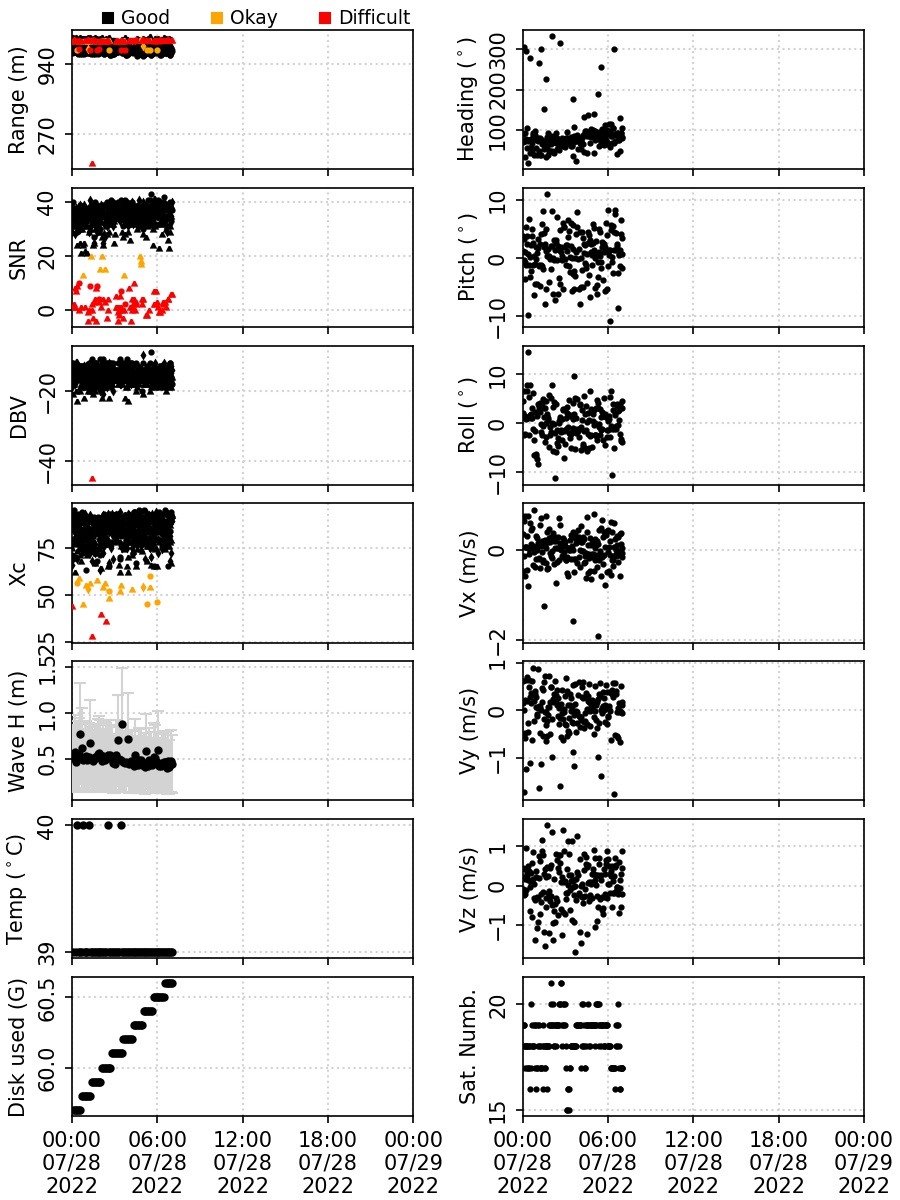 Good Okay Difficult
Range (m)
940
270
Heading (°)
300
200
100
SNR
40
20
0
Pitch (°)
10
0
−10
DBV
−20
−40
Roll (°)
10
0
−10
Xc
75
50
25
Vx (m/s)
0
−2
Wave H (m)
1.5
1.0
0.5
Vy (m/s)
1
0
−1
Temp (°C)
40
39
Vz (m/s)
1
0
−1
Disk used (G)
60.5
60.0
Sat. Numb.
20
15
00:00 06:00 12:00 18:00 00:00
07/28 07/28 07/28 07/28 07/29
2022 2022 2022 2022 2022
00:00 06:00 12:00 18:00 00:00
07/28 07/28 07/28 07/28 07/29
2022 2022 2022 2022 2022